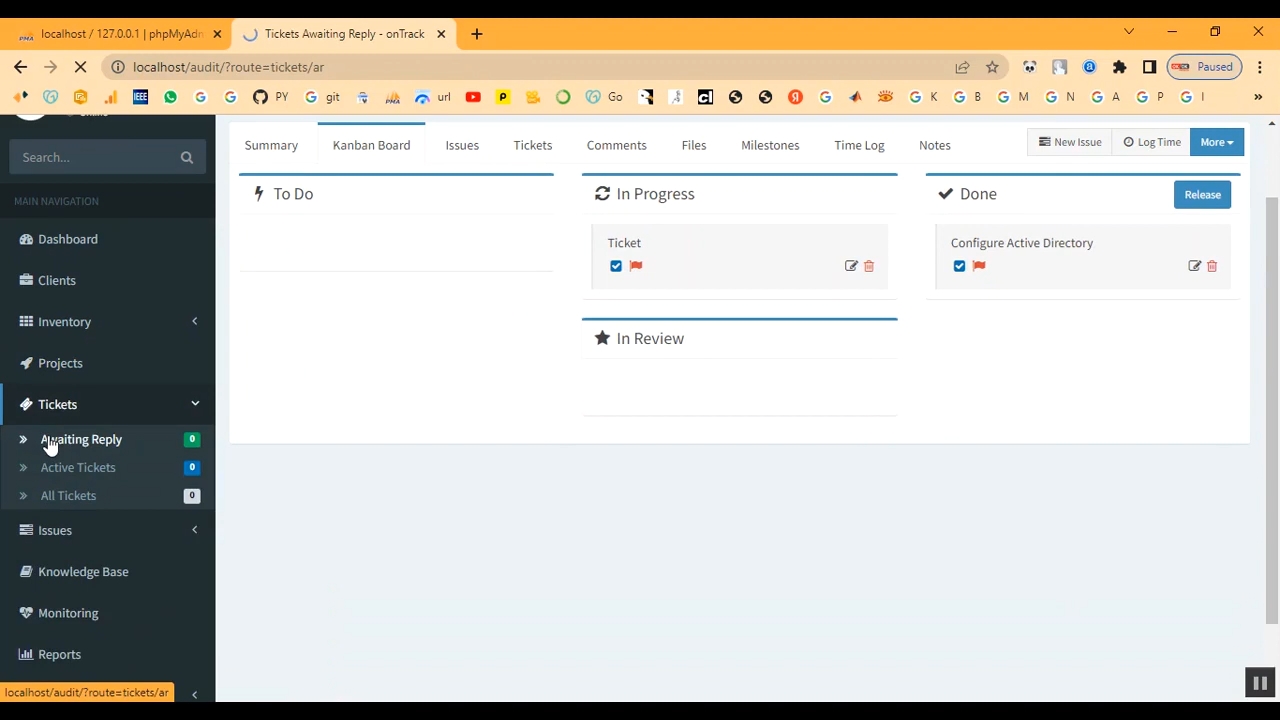 localhost / 127.0.0.1 | phpMyAdn
Tickets Awaiting Reply - onTrack
localhost/audit/?route=tickets/ar
Paused
IEEE
PY
git
url
Go
K
B
M
N
A
P
I
Search...
MAIN NAVIGATION
Dashboard
Clients
Inventory
Projects
Tickets
Awaiting Reply 0
Active Tickets 0
All Tickets 0
Issues
Knowledge Base
Monitoring
Reports
localhost/audit/?route=tickets/ar
Summary
Kanban Board
Issues
Tickets
Comments
Files
Milestones
Time Log
Notes
New Issue
Log Time
More
To Do
In Progress
Ticket
In Review
Done
Release
Configure Active Directory